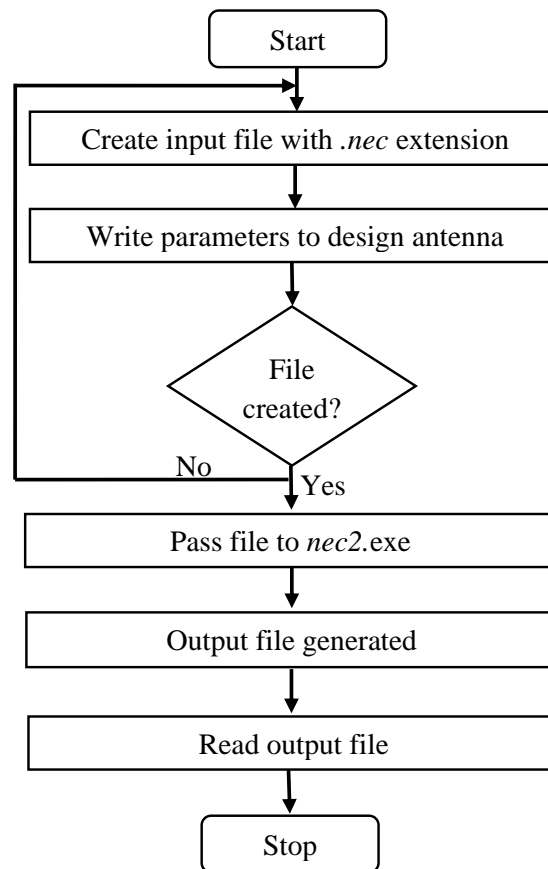 Start
Create input file with .nec extension
Write parameters to design antenna
File
created?
No
Yes
Pass file to nec2.exe
Output file generated
Read output file
Stop